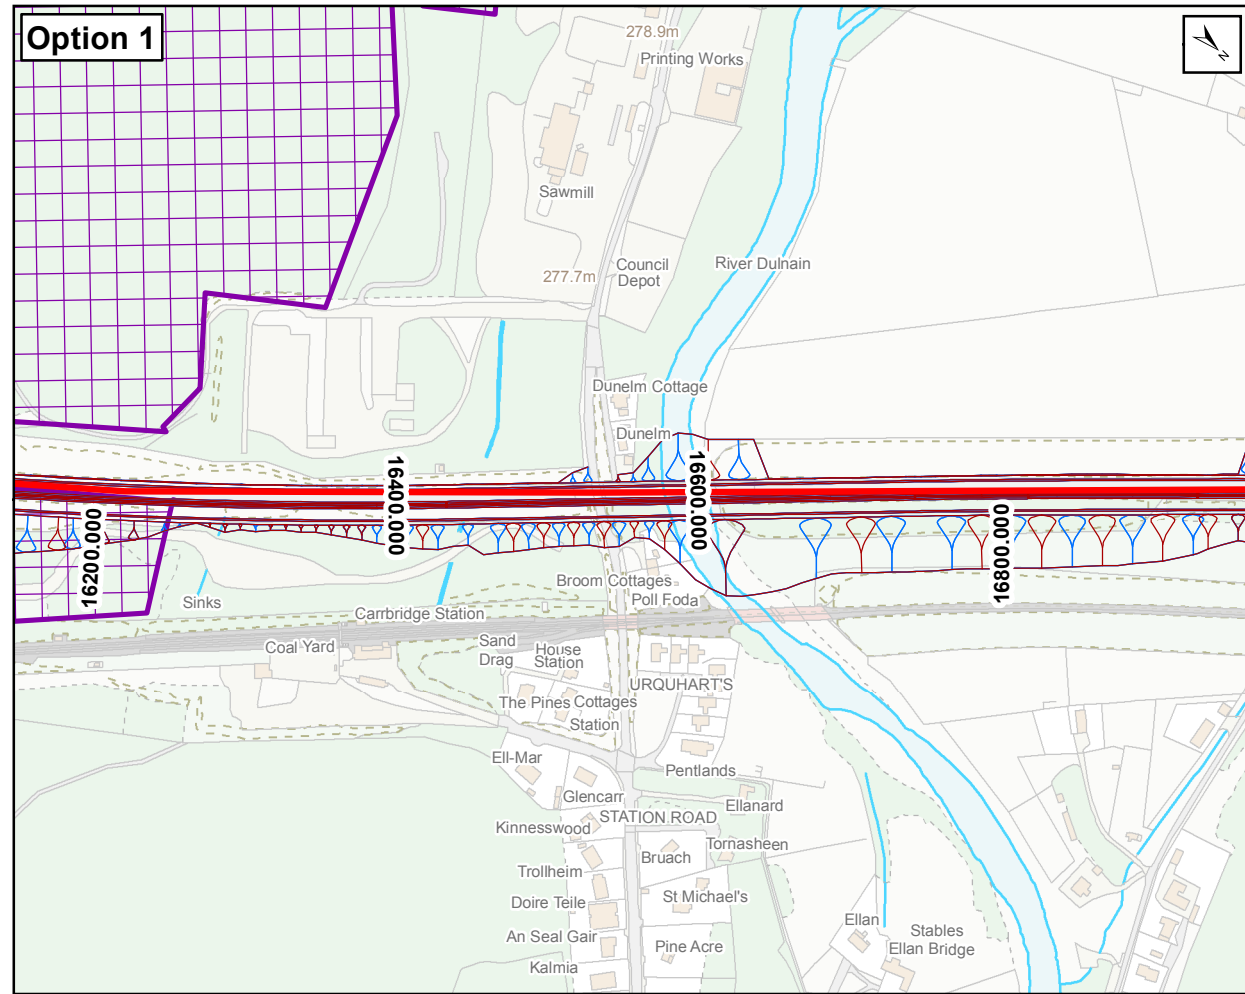 Option 1
278.9m
Printing Works
N
Sawmill
Council
Depot
River Dulnain
277.7m
Dunelm Cottage
Dunelm
16200.000
16400.000
16600.000
16800.000
Sinks
Broom Cottages
Poll Foda
Carrbridge Station
Coal Yard
Sand
Drag
House
Station
URQUHART'S
The Pines
Cottages
Station
Ell-Mar
Pentlands
Glencarr
Ellanard
STATION ROAD
Kinnesswood
Tornasheen
Bruach
Trollheim
St Michael's
Doire Teile
Ellan
Stables
Ellan Bridge
An Seal Gair
Pine Acre
Kalmia